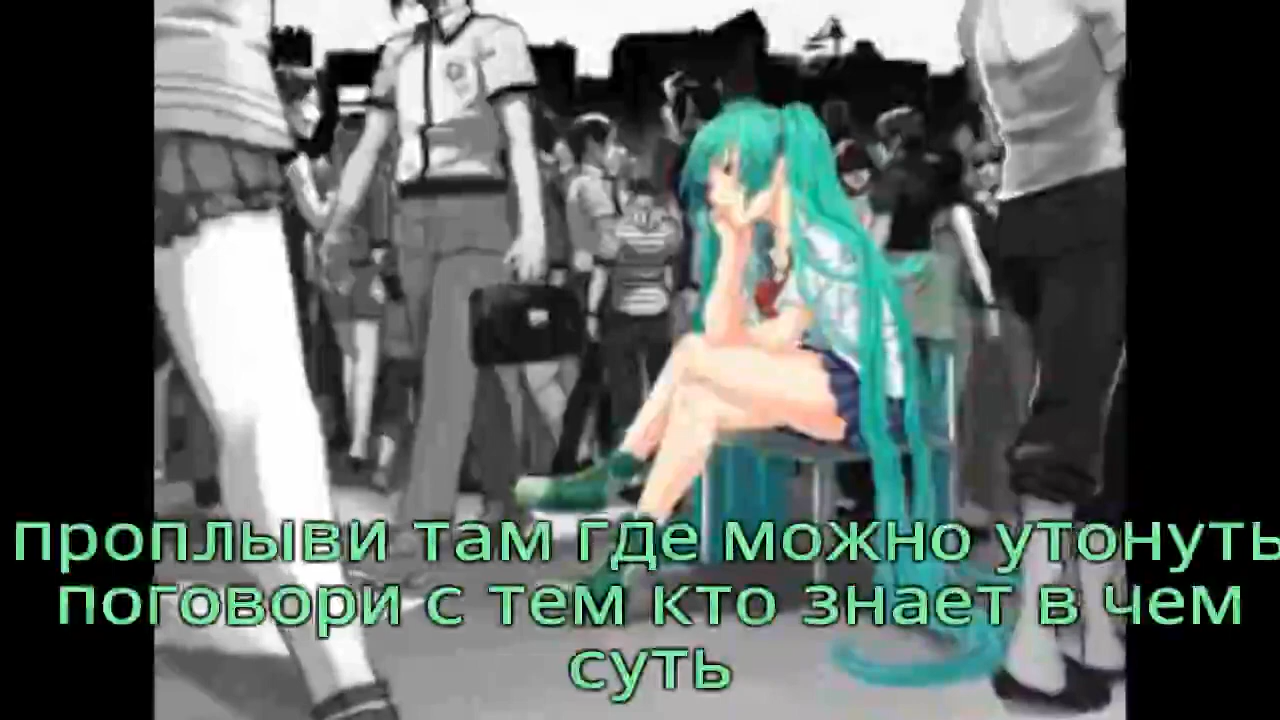 проплыви там где можно утонуть
поговори с тем кто знает в чем
суть